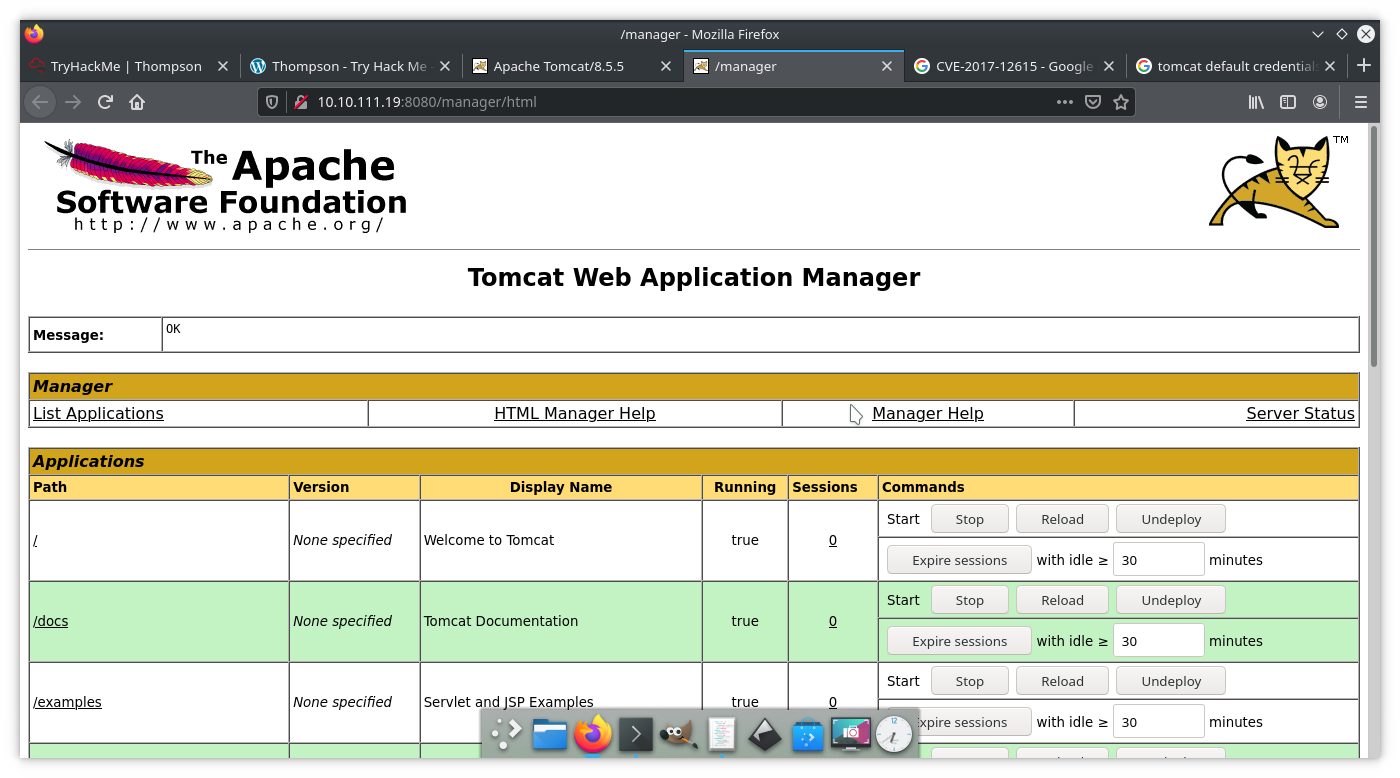 /manager - Mozilla Firefox
TryHackMe | Thompson
Thompson - Try Hack Me -
Apache Tomcat/8.5.5
/manager
CVE-2017-12615 - Google
tomcat default credential
10.10.111.19:8080/manager/html
The Apache
Software Foundation
http://www.apache.org/
TM
Tomcat Web Application Manager
Message: OK
Manager
List Applications HTML Manager Help Manager Help Server Status
Applications
Path Version Display Name Running Sessions Commands
Start Stop Reload Undeploy
/ None specified Welcome to Tomcat true 0
Expire sessions with idle ≥ 30 minutes
Start Stop Reload Undeploy
/docs None specified Tomcat Documentation true 0
Expire sessions with idle ≥ 30 minutes
Start Stop Reload Undeploy
/examples None specified Servlet and JSP Examples true 0
Expire sessions with idle ≥ 30 minutes
12